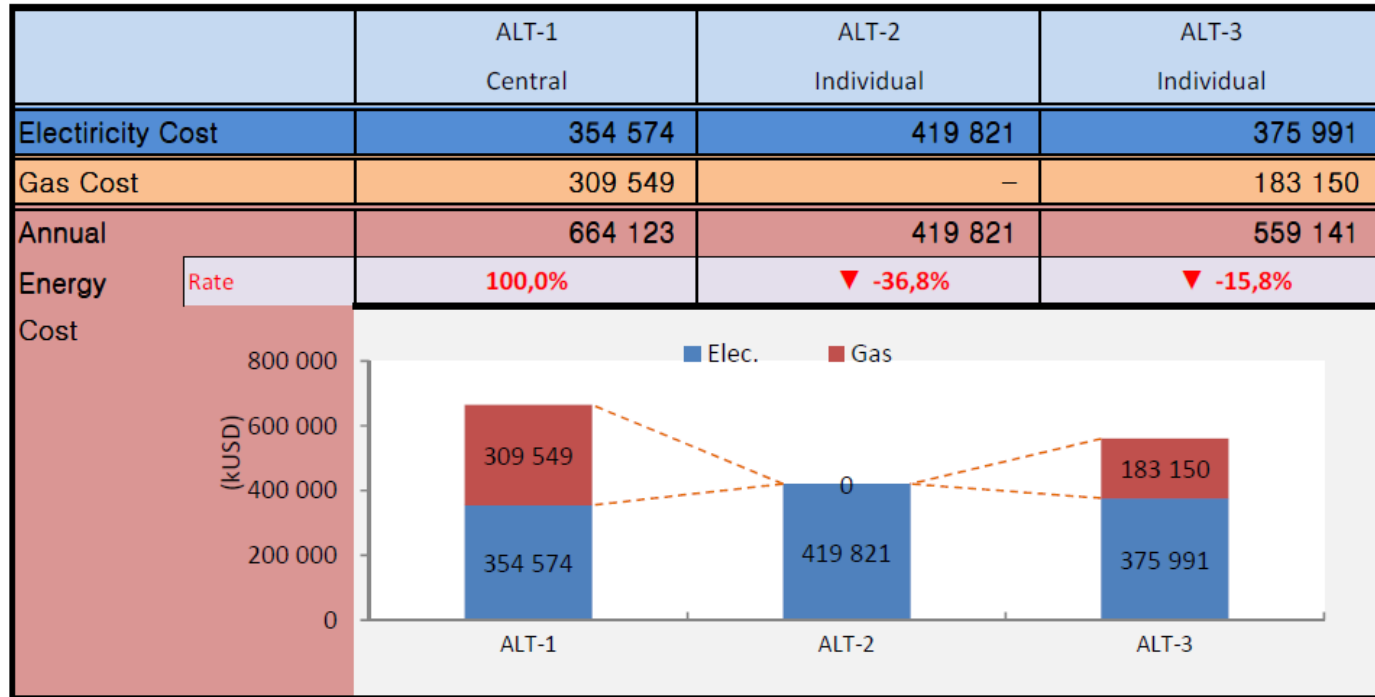 ALT-1 ALT-2 ALT-3
Central Individual Individual
Electiricity Cost 354 574 419 821 375 991
Gas Cost 309 549 – 183 150
Annual 664 123 419 821 559 141
Energy Rate 100,0% ▼ -36,8% ▼ -15,8%
Cost
Elec. Gas
800 000
600 000
400 000
200 000
0
(kUSD)
309 549 0 183 150
354 574 419 821 375 991
ALT-1 ALT-2 ALT-3